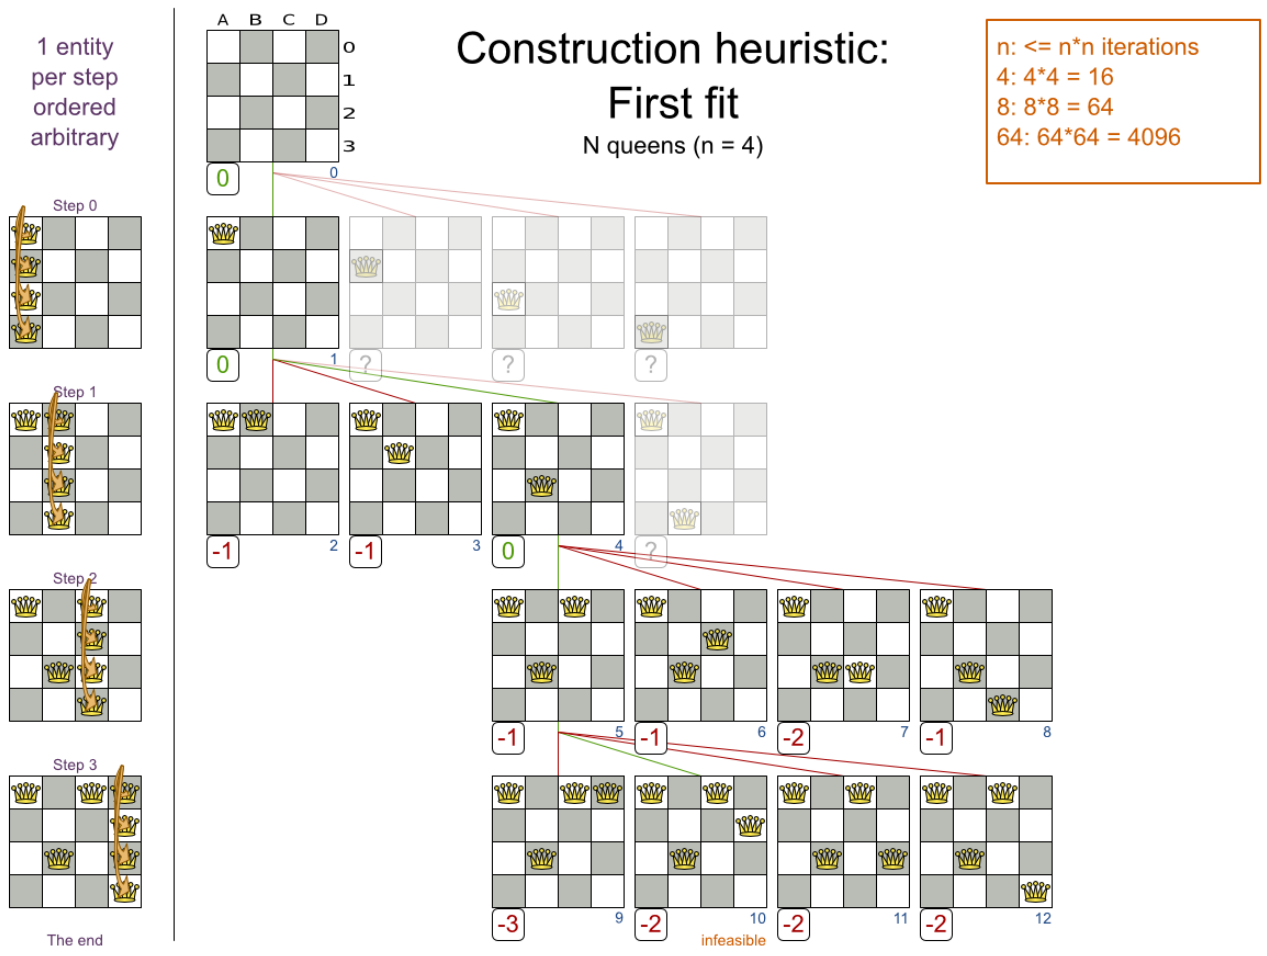 1 entity
per step
ordered
arbitrary
A B C D
0
1
2
3
Construction heuristic:
First fit
N queens (n = 4)
n: <= n*n iterations
4: 4*4 = 16
8: 8*8 = 64
64: 64*64 = 4096
0 0
Step 0
0 1 ? ? ?
Step 1
-1 2 -1 3 0 4 ?
Step 2
-1 5 -1 6 -2 7 -1 8
Step 3
-3 9 -2 10 -2 11 -2 12
The end
infeasible